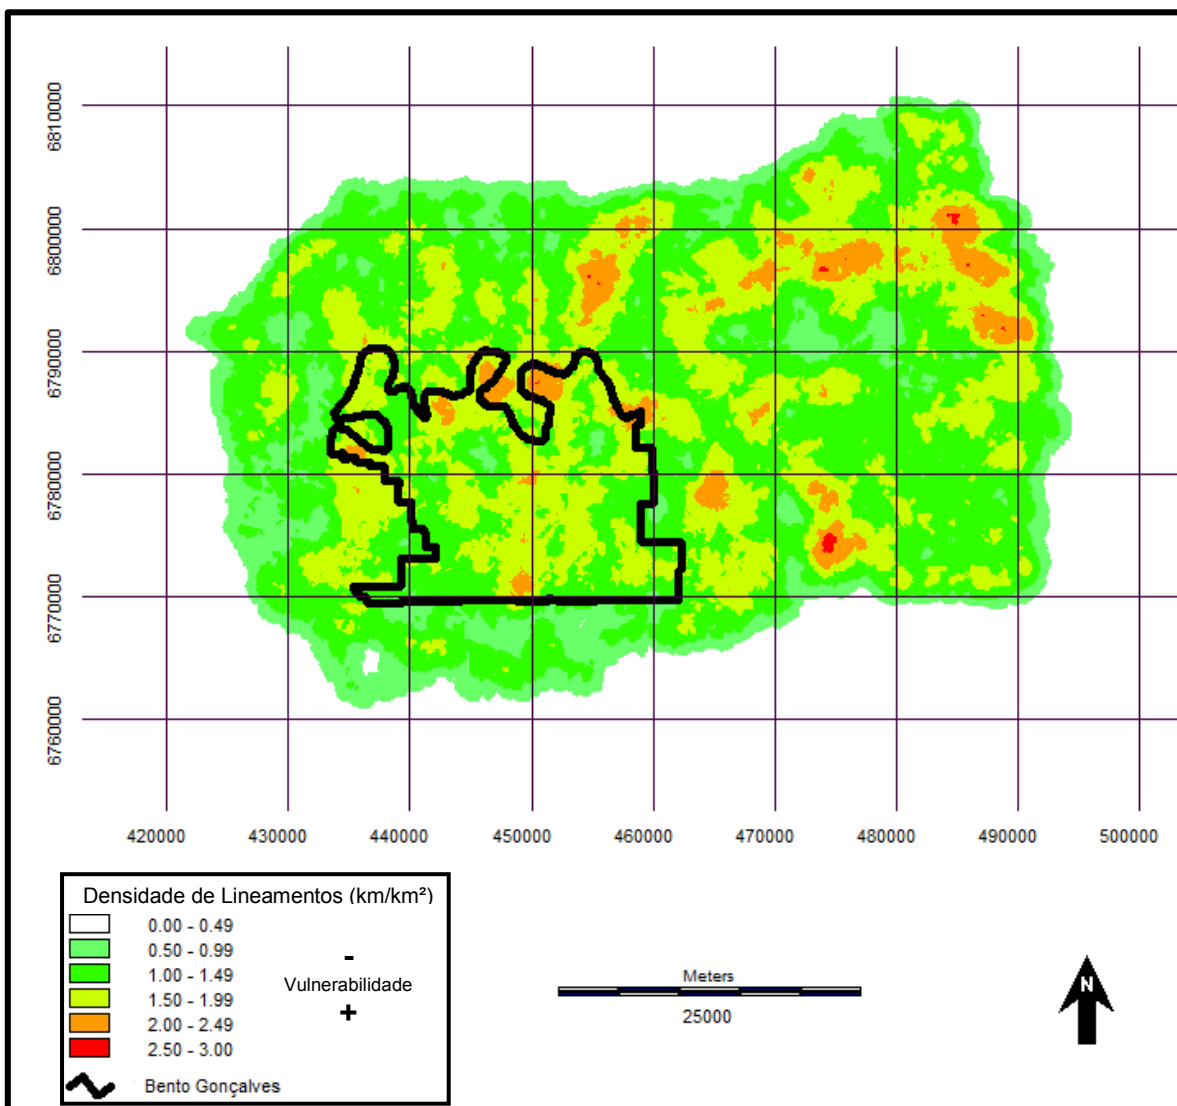 6810000
6800000
6790000
6780000
6770000
6760000
420000 430000 440000 450000 460000 470000 480000 490000 500000
Densidade de Lineamentos (km/km²)
0.00 - 0.49
0.50 - 0.99
1.00 - 1.49
1.50 - 1.99
2.00 - 2.49
2.50 - 3.00
-
Vulnerabilidade
+
Bento Gonçalves
Meters
25000
N